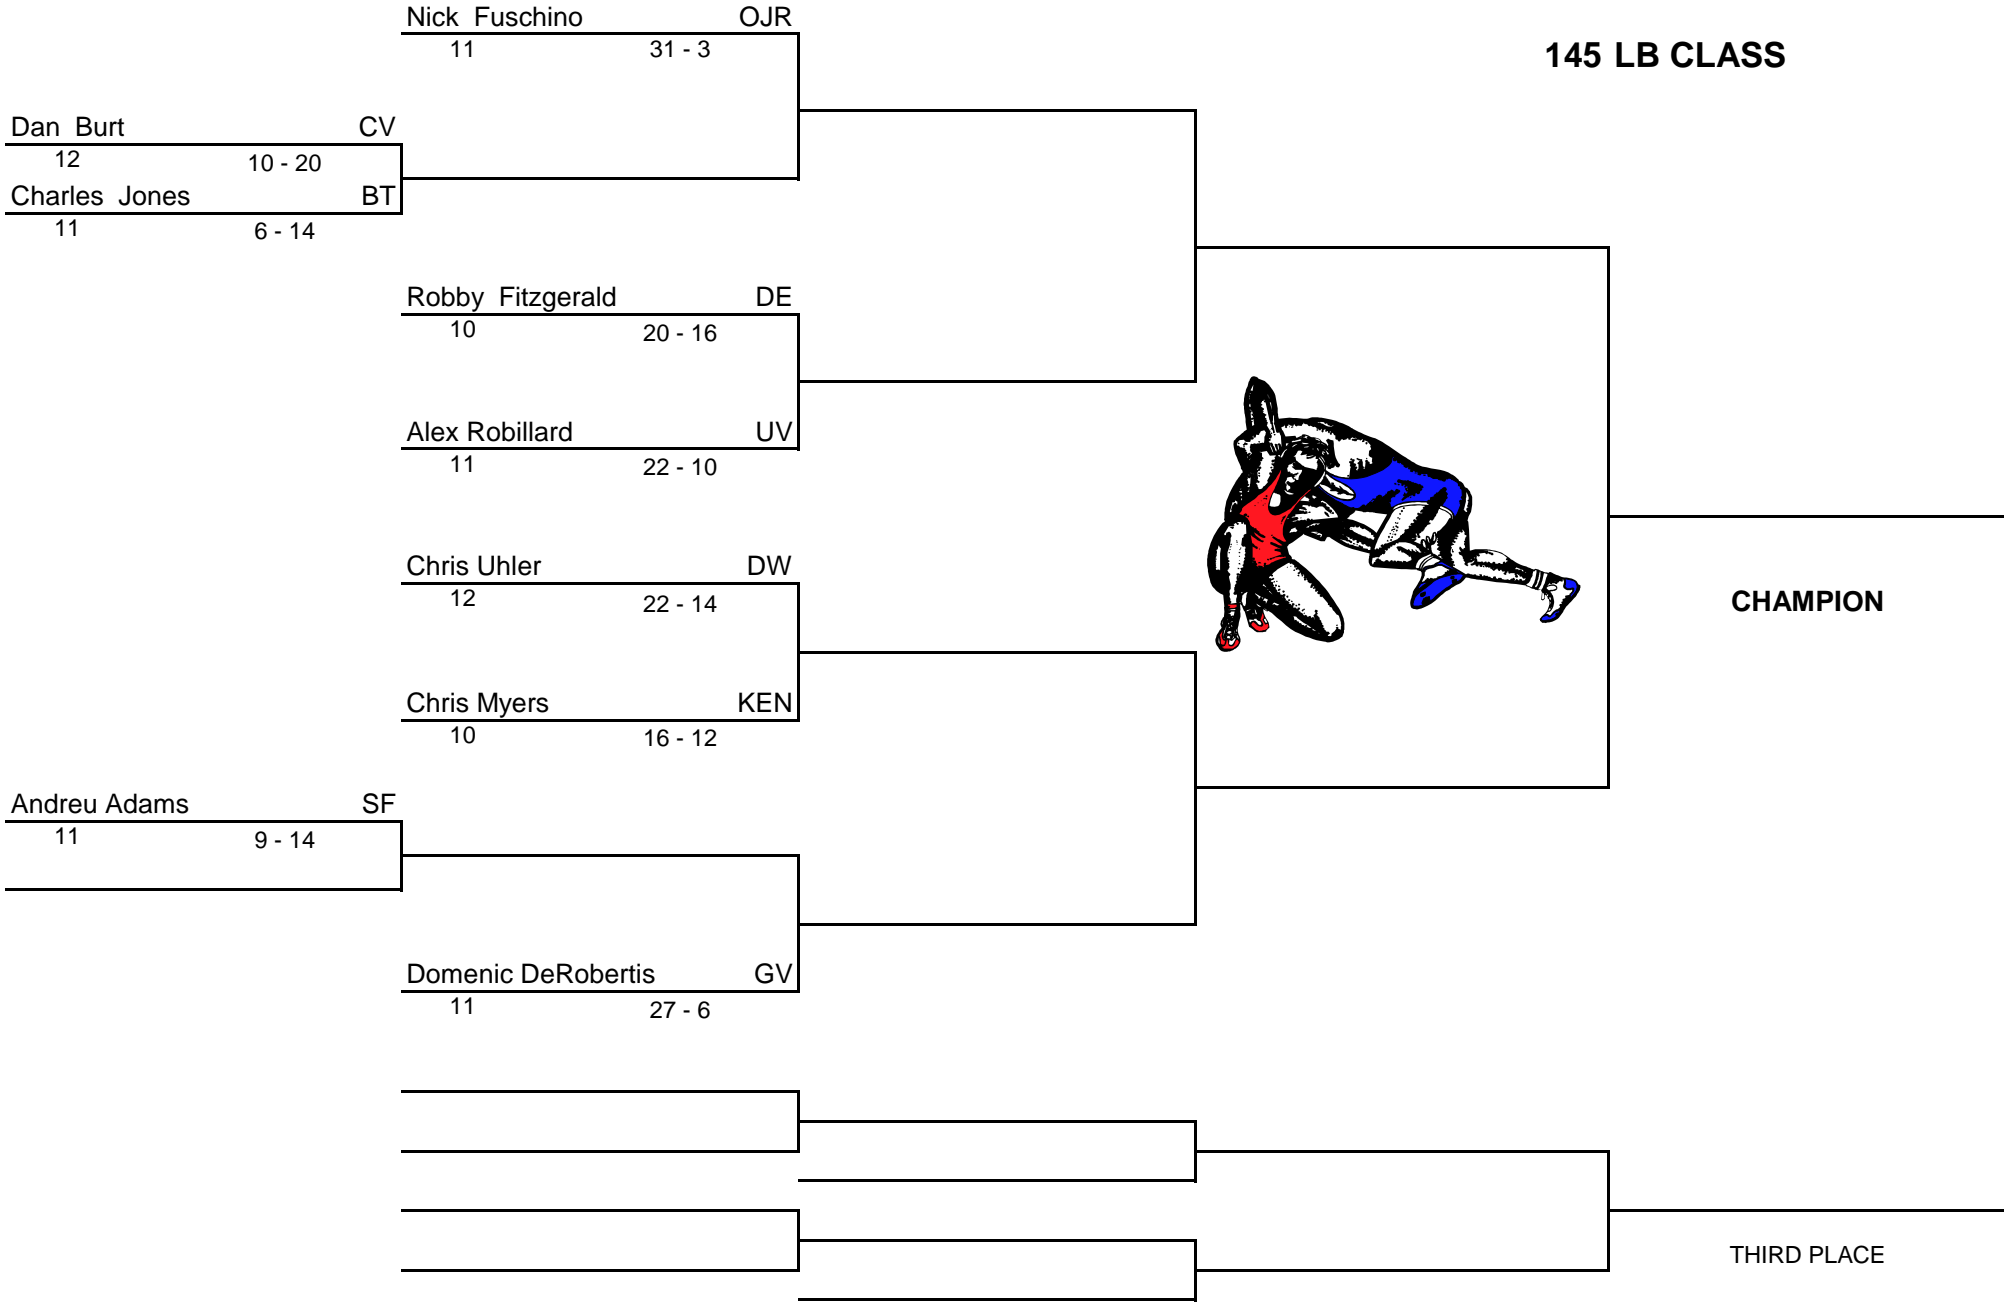 Nick  Fuschino OJR
11 31 - 3
145 LB CLASS
Dan  Burt CV
12 10 - 20
Charles  Jones BT
11 6 - 14
Robby  Fitzgerald DE
10 20 - 16
Alex Robillard UV
11 22 - 10
Chris Uhler DW
12 22 - 14
CHAMPION
Chris Myers KEN
10 16 - 12
Andreu Adams SF
11 9 - 14
Domenic DeRobertis GV
11 27 - 6
THIRD PLACE